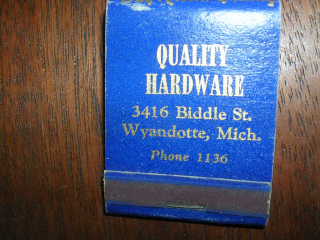 QUALITY
HARDWARE
3416 Biddle St.
Wyandotte, Mich.
Phone 1136